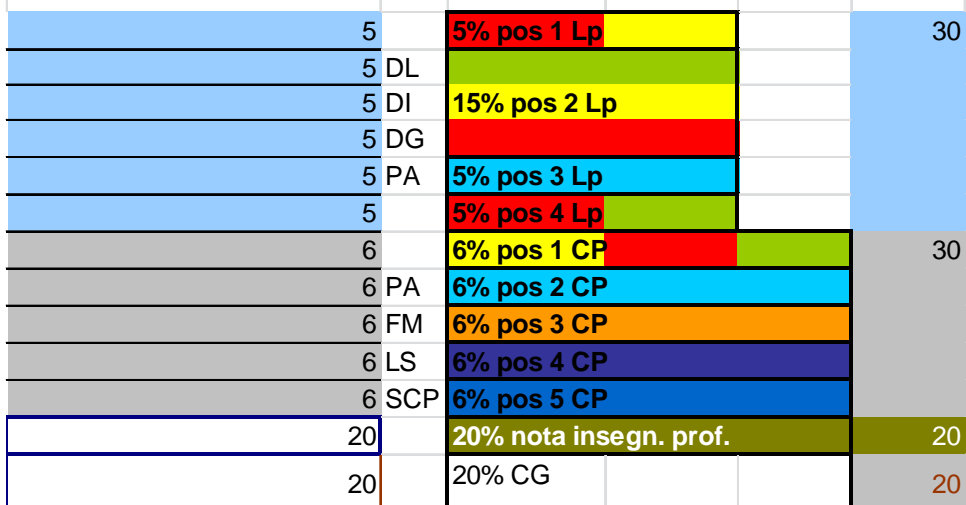 5 5% pos 1 Lp 30
5 DL
5 DI 15% pos 2 Lp
5 DG
5 PA 5% pos 3 Lp
5 5% pos 4 Lp
6 6% pos 1 CP 30
6 PA 6% pos 2 CP
6 FM 6% pos 3 CP
6 LS 6% pos 4 CP
6 SCP 6% pos 5 CP
20 20% nota insegn. prof. 20
20 20% CG 20